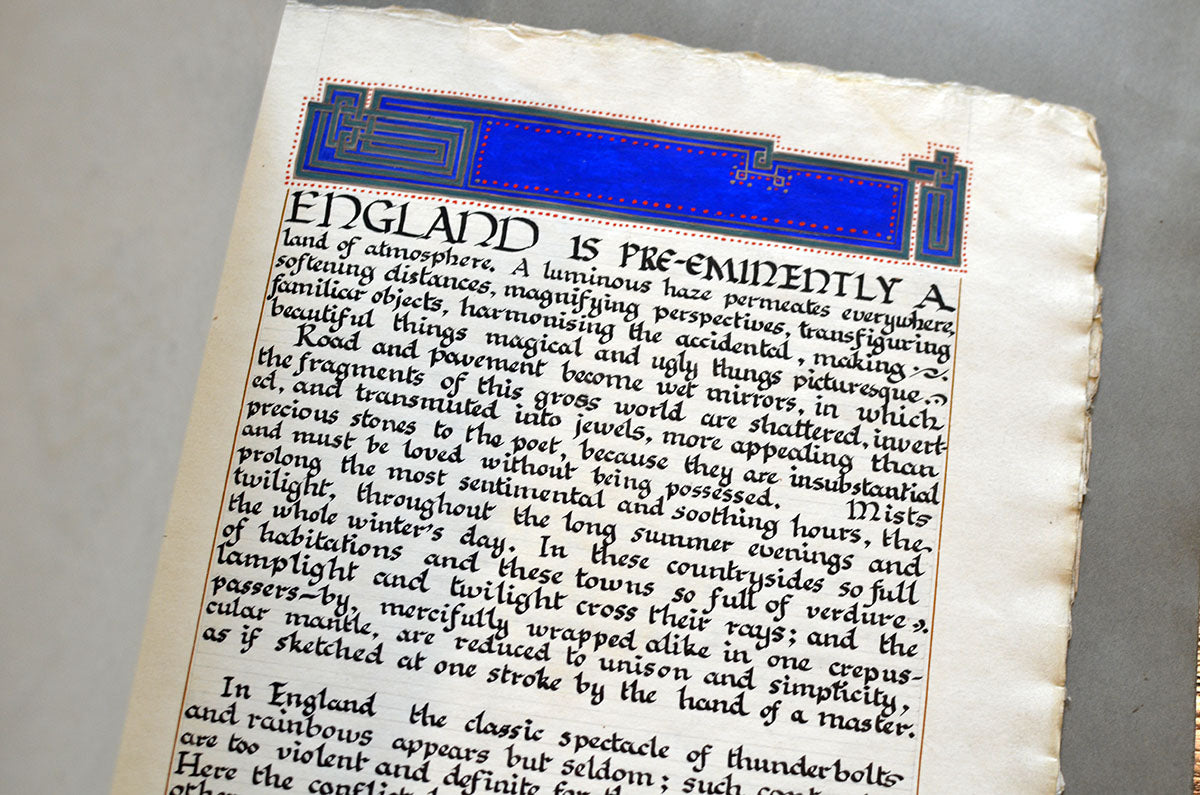 ENGLAND IS PRE-EMINENTLY A
land of atmosphere. A luminous haze permeates everywhere,
softening distances, magnifying perspectives, transfiguring
familiar objects, harmonising the accidental, making
beautiful things magical and ugly things picturesque.
Road and pavement become wet mirrors, in which
the fragments of this gross world are shattered, invert-
ed, and transmuted into jewels, more appealing than
precious stones to the poet, because they are insubstantial
and must be loved without being possessed. Mists
prolong the most sentimental and soothing hours, the
twilight, throughout the long summer evenings and
the whole winter's day. In these countrysides so full
of habitations and these towns so full of verdure,
lamplight and twilight cross their rays; and the
passers-by, mercifully wrapped alike in one crepus-
cular mantle, are reduced to unison and simplicity,
as if sketched at one stroke by the hand of a master.
In England the classic spectacle of thunderbolts
and rainbows appears but seldom; such
are too violent and definite for
Here the